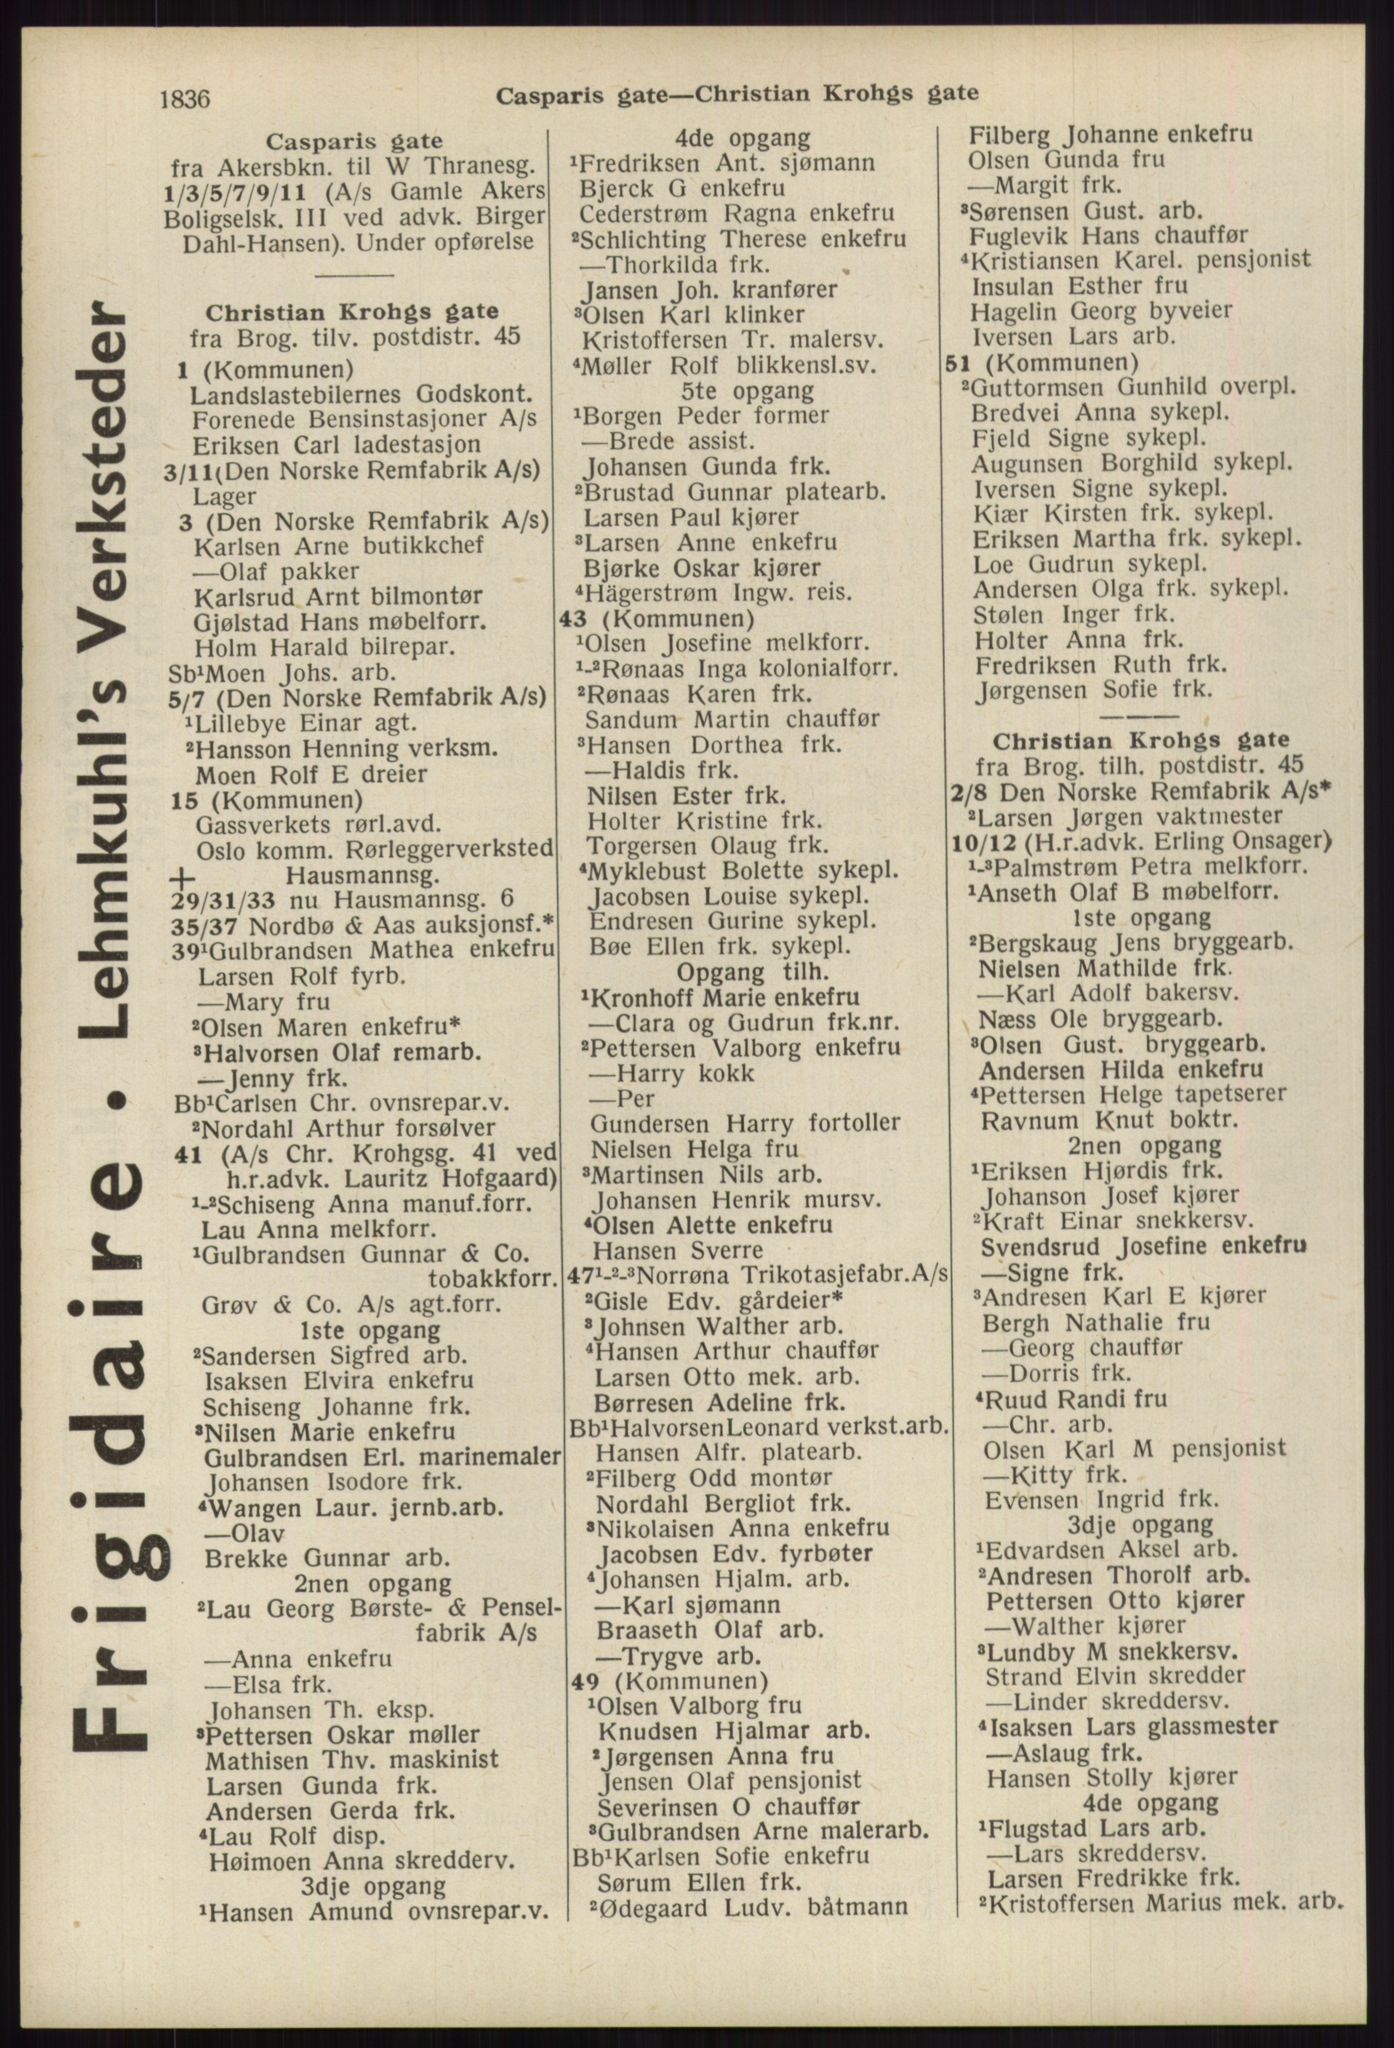 1836
Casparis gate—Christian Krohgs gate
Frigidaire • Lehmkuhl's Verksteder
Casparis gate
fra Akersbkn. til W Thranesg.
1/3/5/7/9/11 (A/s Gamle Akers
Boligselsk. III ved advk. Birger
Dahl-Hansen). Under opførelse
Christian Krohgs gate
fra Brog. tilv. postdistr. 45
1 (Kommunen)
Landslastebilernes Godskont.
Forenede Bensinstasjoner A/s
Eriksen Carl ladestasjon
3/11(Den Norske Remfabrik A/s)
Lager
3 (Den Norske Remfabrik A/s)
Karlsen Arne butikkchef
—Olaf pakker
Karlsrud Arnt bilmontør
Gjølstad Hans møbelforr.
Holm Harald bilrepar.
Sb¹Moen Johs. arb.
5/7 (Den Norske Remfabrik A/s)
¹Lillebye Einar agt.
²Hansson Henning verksm.
Moen Rolf E dreier
15 (Kommunen)
Gassverkets rørl.avd.
Oslo komm. Rørleggerverksted
+ Hausmannsg.
29/31/33 nu Hausmannsg. 6
35/37 Nordbø & Aas auksjonsf.*
39¹Gulbrandsen Mathea enkefru
Larsen Rolf fyrb.
—Mary fru
²Olsen Maren enkefru*
³Halvorsen Olaf remarb.
—Jenny frk.
Bb¹Carlsen Chr. ovnsrepar.v.
²Nordahl Arthur forsølver
41 (A/s Chr. Krohgsg. 41 ved
h.r.advk. Lauritz Hofgaard)
¹-²Schiseng Anna manuf.forr.
Lau Anna melkforr.
¹Gulbrandsen Gunnar & Co.
tobakkforr.
Grøv & Co. A/s agt.forr.
1ste opgang
²Sandersen Sigfred arb.
Isaksen Elvira enkefru
Schiseng Johanne frk.
³Nilsen Marie enkefru
Gulbrandsen Erl. marinemaler
Johansen Isodore frk.
⁴Wangen Laur. jernb.arb.
—Olav
Brekke Gunnar arb.
2nen opgang
²Lau Georg Børste- & Pensel-
fabrik A/s
—Anna enkefru
—Elsa frk.
Johansen Th. eksp.
³Pettersen Oskar møller
Mathisen Thv. maskinist
Larsen Gunda frk.
Andersen Gerda frk.
⁴Lau Rolf disp.
Høimoen Anna skredderv.
3dje opgang
¹Hansen Amund ovnsrepar.v.
4de opgang
¹Fredriksen Ant. sjømann
Bjerck G enkefru
Cederstrøm Ragna enkefru
²Schlichting Therese enkefru
—Thorkilda frk.
Jansen Joh. kranfører
³Olsen Karl klinker
Kristoffersen Tr. malersv.
⁴Møller Rolf blikkensl.sv.
5te opgang
¹Borgen Peder former
—Brede assist.
Johansen Gunda frk.
²Brustad Gunnar platearb.
Larsen Paul kjører
³Larsen Anne enkefru
Bjørke Oskar kjører
⁴Hägerstrøm Ingw. reis.
43 (Kommunen)
¹Olsen Josefine melkforr.
¹-²Rønaas Inga kolonialforr.
²Rønaas Karen frk.
Sandum Martin chauffør
³Hansen Dorthea frk.
—Haldis frk.
Nilsen Ester frk.
Holter Kristine frk.
Torgersen Olaug frk.
⁴Myklebust Bolette sykepl.
Jacobsen Louise sykepl.
Endresen Gurine sykepl.
Bøe Ellen frk. sykepl.
Opgang tilh.
¹Kronhoff Marie enkefru
—Clara og Gudrun frk.nr.
²Pettersen Valborg enkefru
—Harry kokk
—Per
Gundersen Harry fortoller
Nielsen Helga fru
³Martinsen Nils arb.
Johansen Henrik mursv.
⁴Olsen Alette enkefru
Hansen Sverre
47¹-²-³Norrøna Trikotasjefabr.A/s
²Gisle Edv. gårdeier*
³Johnsen Walther arb.
⁴Hansen Arthur chauffør
Larsen Otto mek. arb.
Børresen Adeline frk.
Bb¹Halvorsen Leonard verkst.arb.
Hansen Alfr. platearb.
²Filberg Odd montør
Nordahl Bergliot frk.
³Nikolaisen Anna enkefru
Jacobsen Edv. fyrbøter
⁴Johansen Hjalm. arb.
—Karl sjømann
Braaseth Olaf arb.
—Trygve arb.
49 (Kommunen)
¹Olsen Valborg fru
Knudsen Hjalmar arb.
²Jørgensen Anna fru
Jensen Olaf pensjonist
Severinsen O chauffør
³Gulbrandsen Arne malerarb.
Bb¹Karlsen Sofie enkefru
Sørum Ellen frk.
²Ødegaard Ludv. båtmann
Filberg Johanne enkefru
Olsen Gunda fru
—Margit frk.
³Sørensen Gust. arb.
Fuglevik Hans chauffør
⁴Kristiansen Karel. pensjonist
Insulan Esther fru
Hagelin Georg byveier
Iversen Lars arb.
51 (Kommunen)
²Guttormsen Gunhild overpl.
Bredvei Anna sykepl.
Fjeld Signe sykepl.
Augunsen Borghild sykepl.
Iversen Signe sykepl.
Kiær Kirsten frk. sykepl.
Eriksen Martha frk. sykepl.
Loe Gudrun sykepl.
Andersen Olga frk. sykepl.
Stølen Inger frk.
Holter Anna frk.
Fredriksen Ruth frk.
Jørgensen Sofie frk.
Christian Krohgs gate
fra Brog. tilh. postdistr. 45
2/8 Den Norske Remfabrik A/s*
²Larsen Jørgen vaktmester
10/12 (H.r.advk. Erling Onsager)
¹-³Palmstrøm Petra melkforr.
¹Anseth Olaf B møbelforr.
1ste opgang
²Bergskaug Jens bryggearb.
Nielsen Mathilde frk.
—Karl Adolf bakersv.
Næss Ole bryggearb.
³Olsen Gust. bryggearb.
Andersen Hilda enkefru
⁴Pettersen Helge tapetserer
Ravnum Knut boktr.
2nen opgang
¹Eriksen Hjørdis frk.
Johanson Josef kjører
²Kraft Einar snekkersv.
Svendsrud Josefine enkefru
—Signe frk.
³Andresen Karl E kjører
Bergh Nathalie fru
—Georg chauffør
—Dorris frk.
⁴Ruud Randi fru
—Chr. arb.
Olsen Karl M pensjonist
—Kitty frk.
Evensen Ingrid frk.
3dje opgang
¹Edvardsen Aksel arb.
²Andresen Thorolf arb.
Pettersen Otto kjører
—Walther kjører
³Lundby M snekkersv.
Strand Elvin skredder
—Linder skreddersv.
⁴Isaksen Lars glassmester
—Aslaug frk.
Hansen Stolly kjører
4de opgang
¹Flugstad Lars arb.
—Lars skreddersv.
Larsen Fredrikke frk.
²Kristoffersen Marius mek. arb.